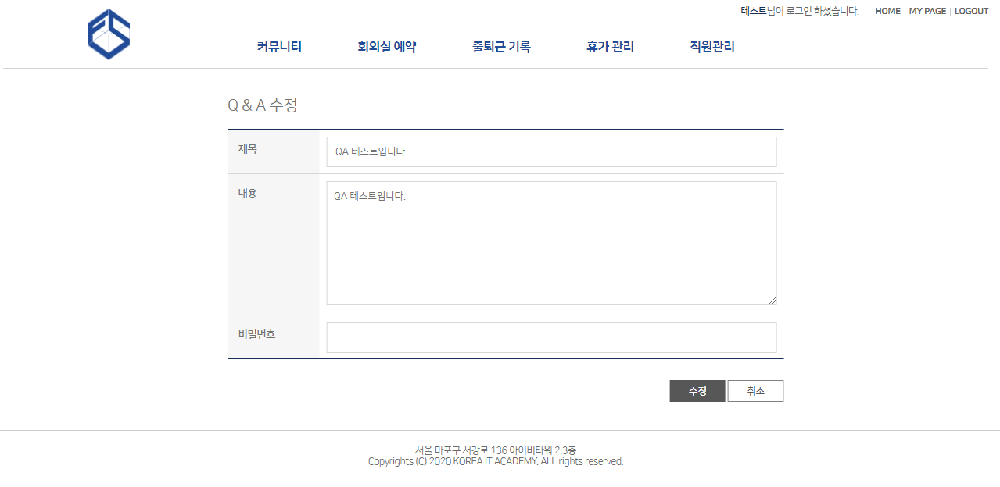 테스트님이 로그인 하셨습니다. HOME | MY PAGE | LOGOUT
FS
커뮤니티 회의실 예약 출퇴근 기록 휴가 관리 직원관리
Q & A 수정
제목 QA 테스트입니다.
내용 QA 테스트입니다.
비밀번호
수정 취소
서울 마포구 서강로 136 아이비타워 2,3층
Copyrights (C) 2020 KOREA IT ACADEMY. ALL rights reserved.